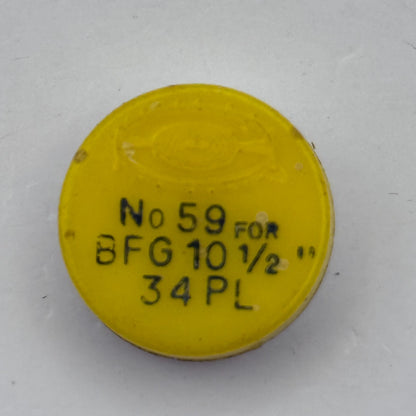 No 59 FOR
BFG 10 1/2 "
34 PL